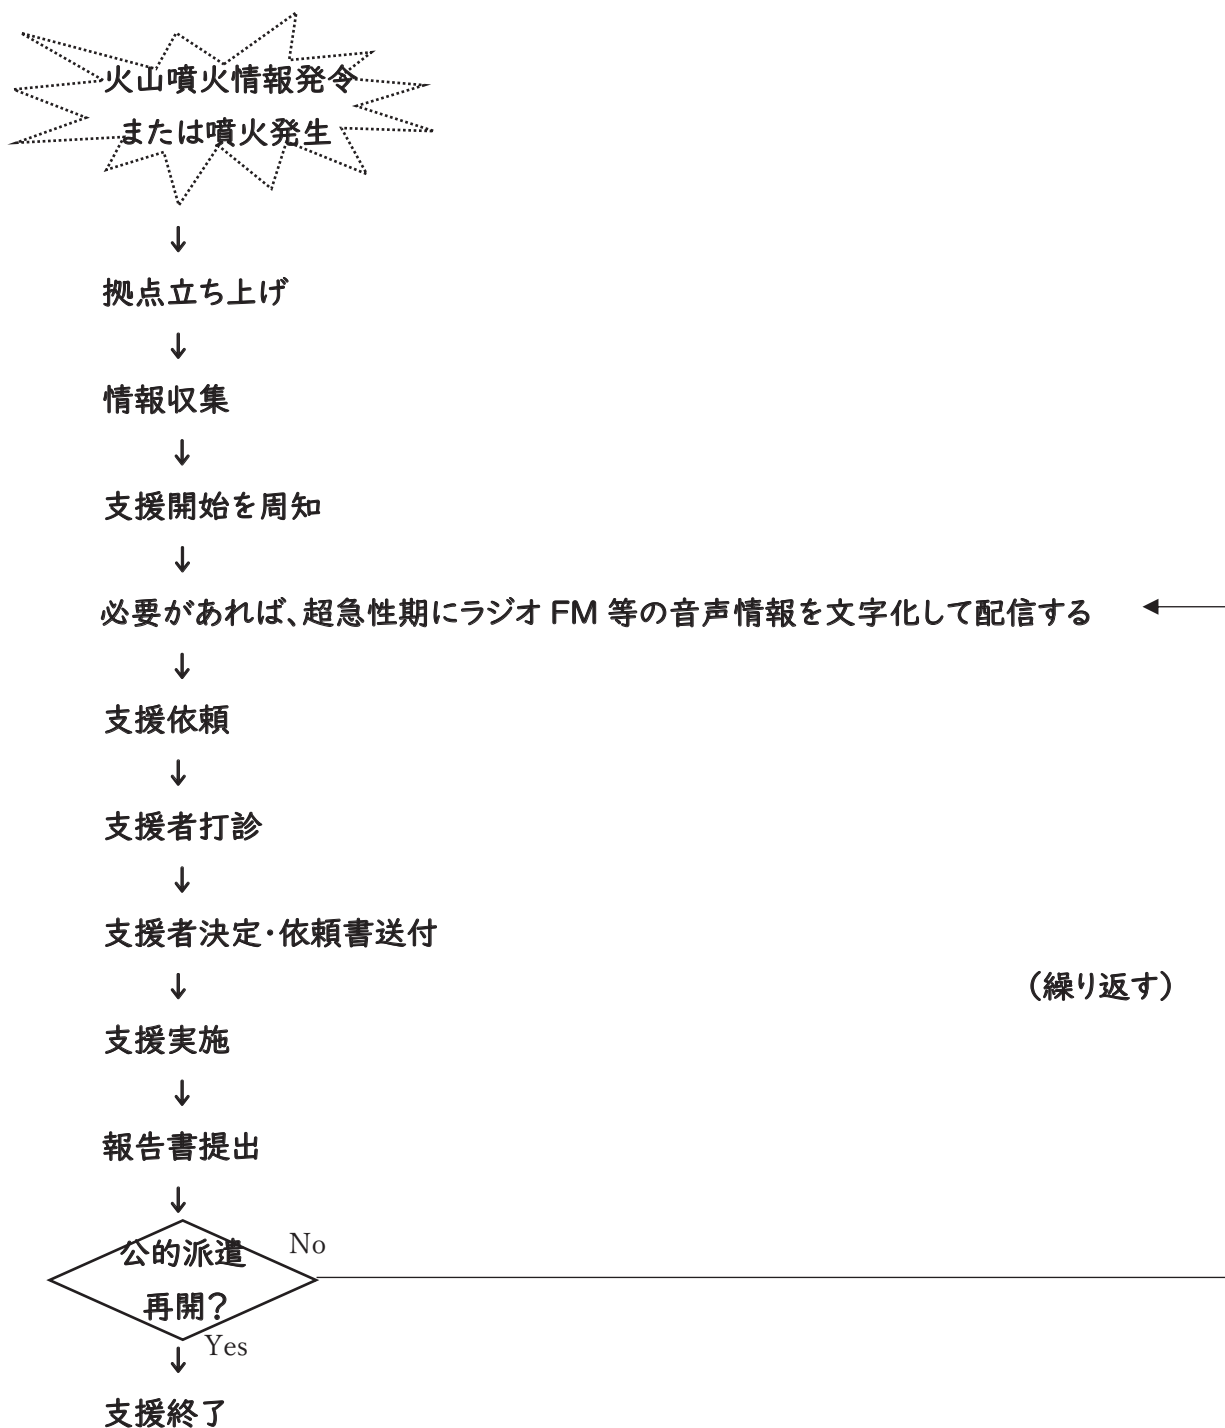 火山噴火情報発令
または噴火発生
↓
拠点立ち上げ
↓
情報収集
↓
支援開始を周知
↓
必要があれば、超急性期にラジオ FM 等の音声情報を文字化して配信する
↓
支援依頼
↓
支援者打診
↓
支援者決定・依頼書送付
↓
(繰り返す)
支援実施
↓
報告書提出
↓
公的派遣
No
再開?
Yes
↓
支援終了